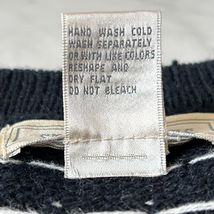 HAND WASH COLD
WASH SEPARATELY
OR WITH LIKE COLORS
RESHAPE AND
DRY FLAT
DO NOT BLEACH